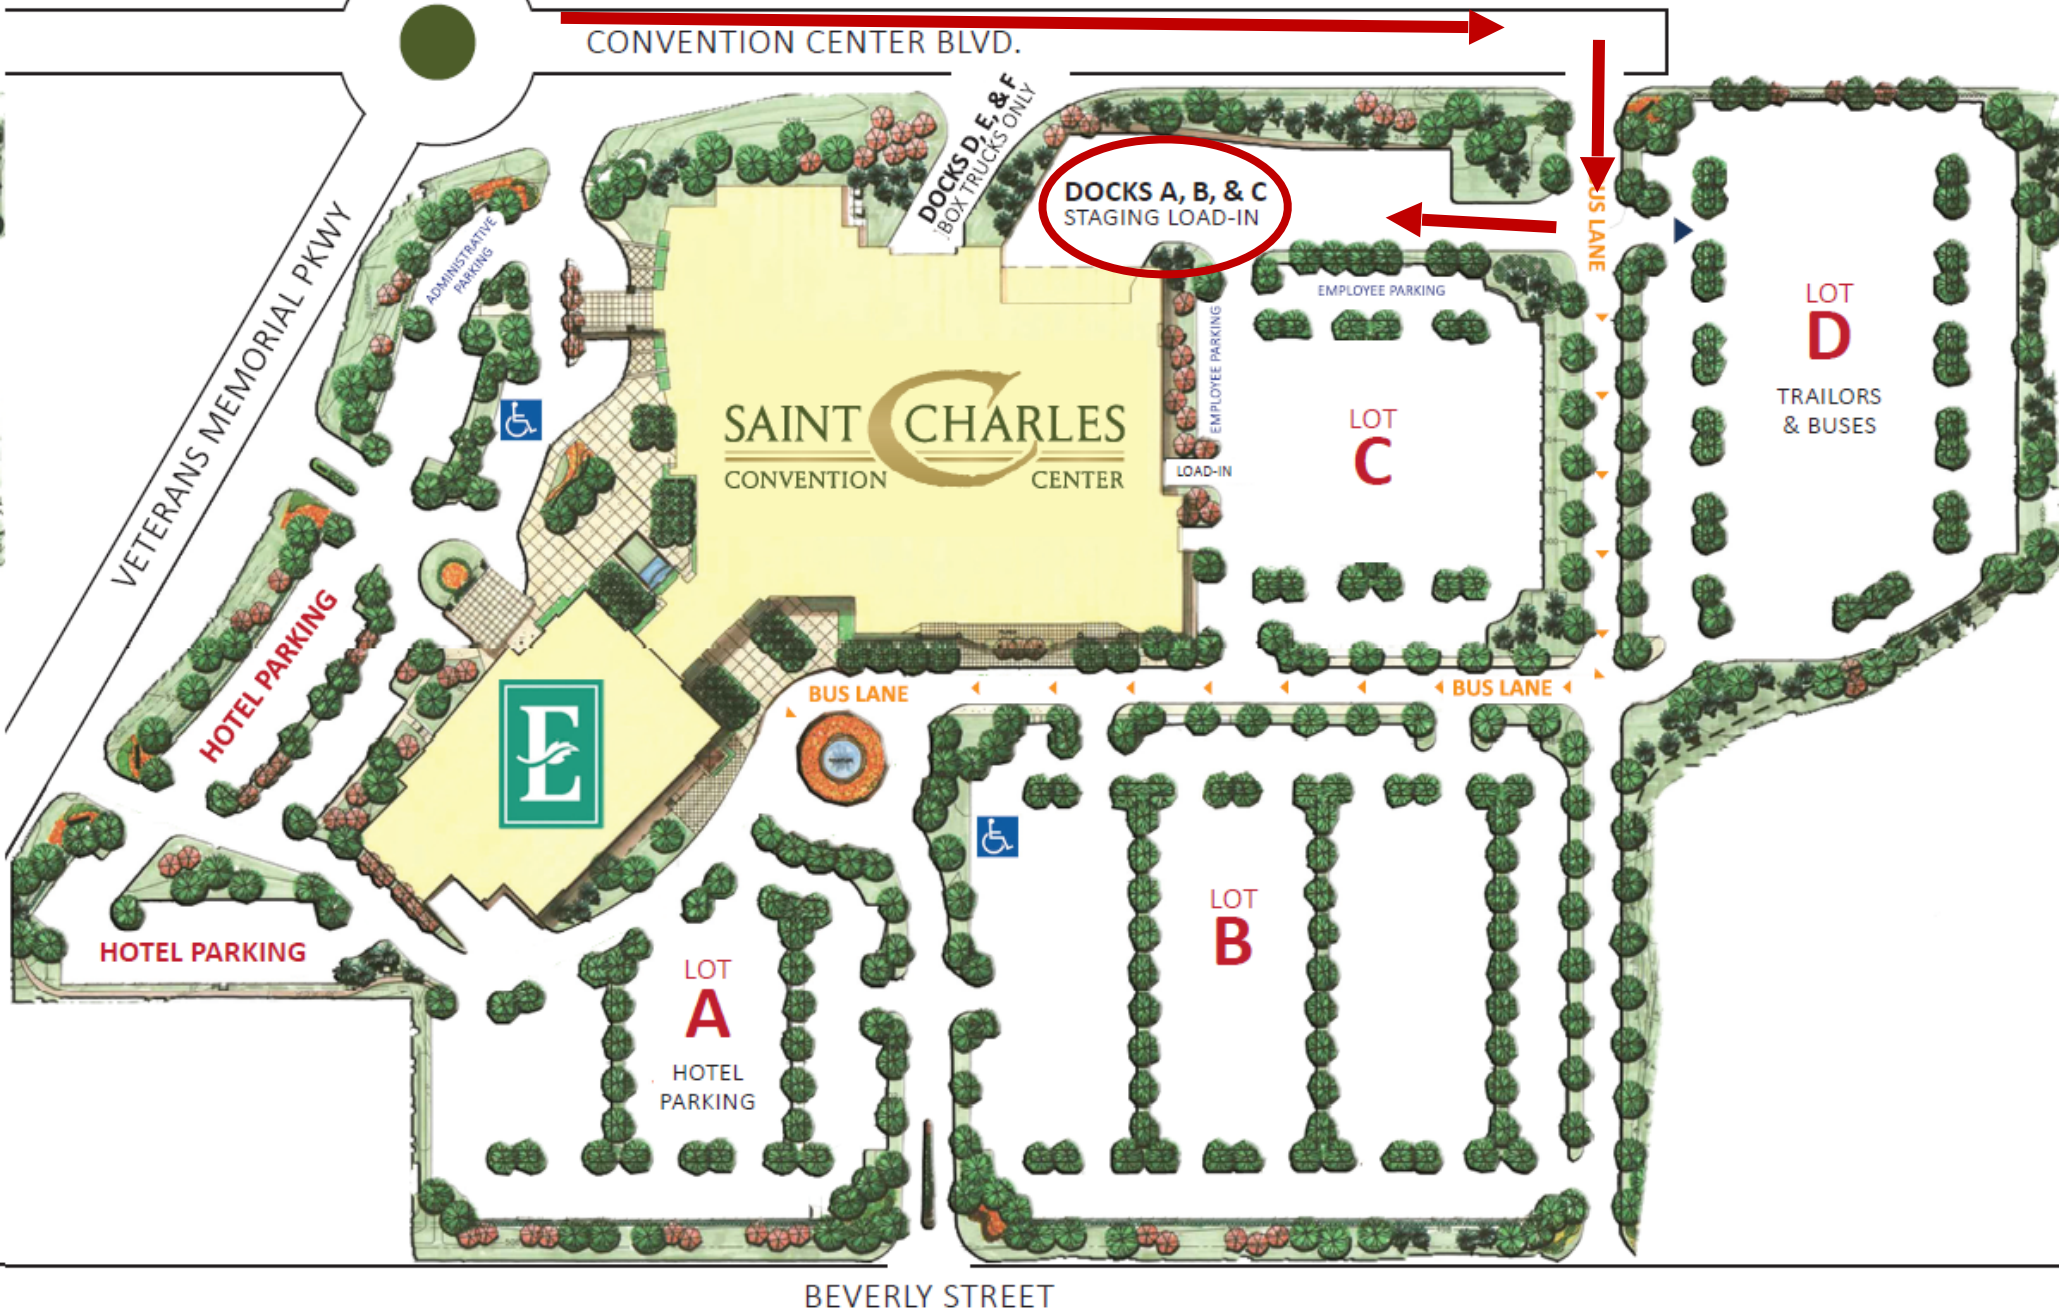 CONVENTION CENTER BLVD.
DOCKS D, E, & F
BOX TRUCKS ONLY
DOCKS A, B, & C
STAGING LOAD-IN
BUS LANE
ADMINISTRATIVE
PARKING
VETERANS MEMORIAL PKWY
EMPLOYEE PARKING
EMPLOYEE PARKING
LOT
D
TRAILORS
& BUSES
SAINT CHARLES
CONVENTION CENTER
LOT
C
LOAD-IN
HOTEL PARKING
BUS LANE
BUS LANE
E
LOT
B
HOTEL PARKING
LOT
A
HOTEL
PARKING
BEVERLY STREET